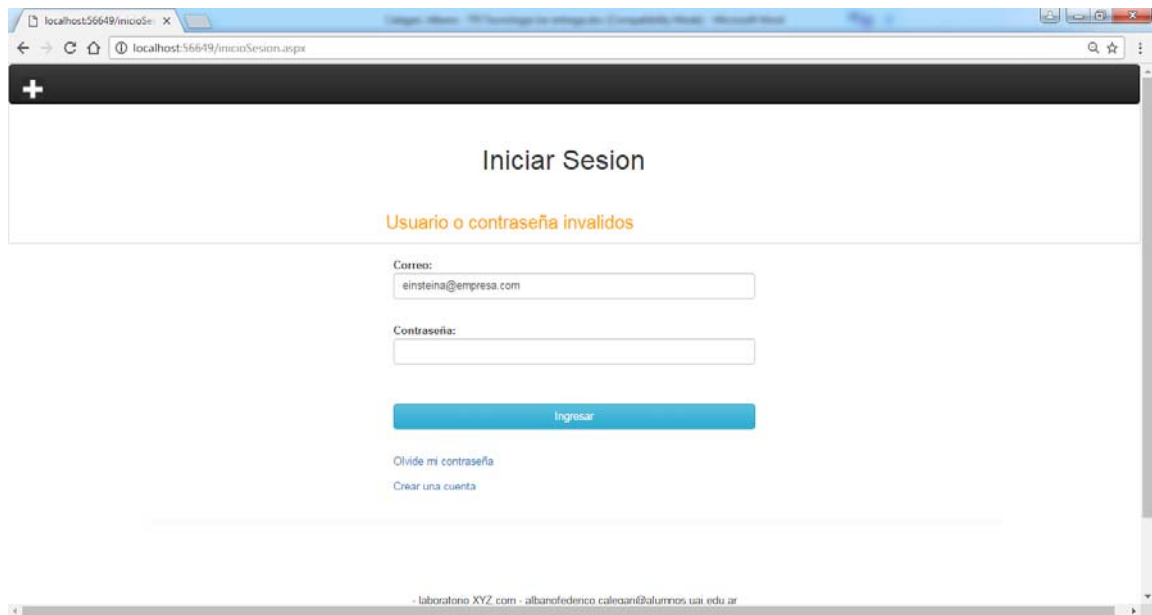 localhost:56649/inicioSe
localhost:56649/inicioSesion.aspx
Iniciar Sesion
Usuario o contraseña invalidos
Correo:
einsteina@empresa.com
Contraseña:
Ingresar
Olvide mi contraseña
Crear una cuenta
- laboratorio XYZ.com - albanofederico.calegari@alumnos.uai.edu.ar